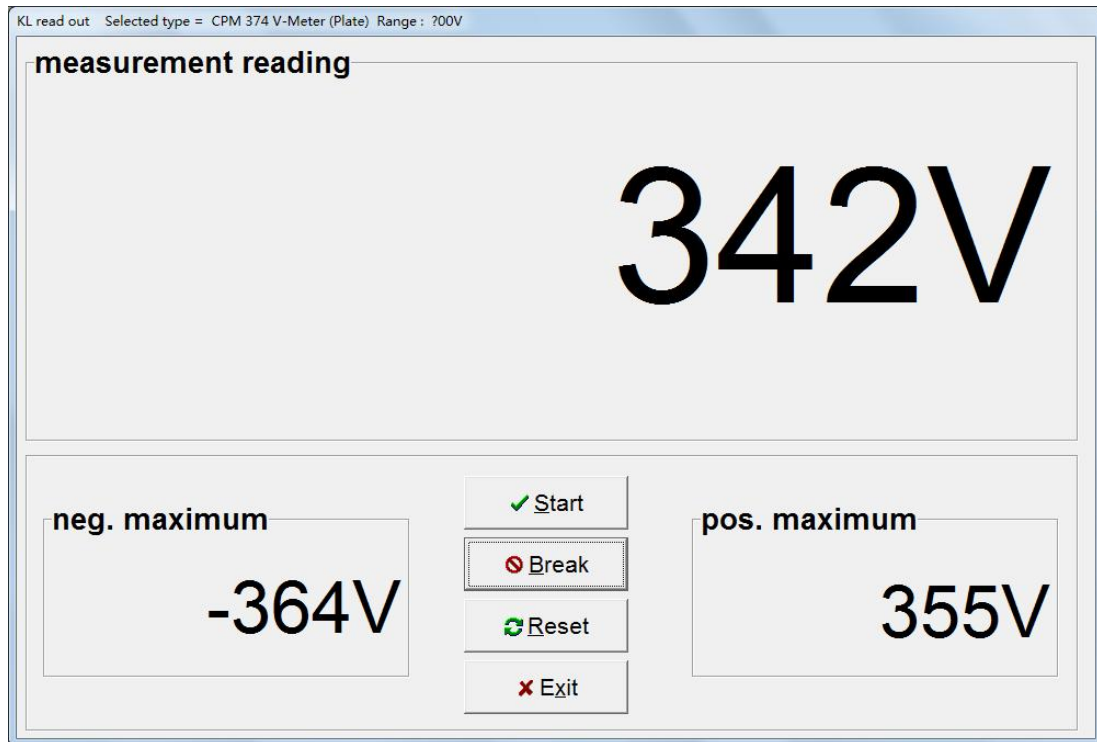 KL read out Selected type = CPM 374 V-Meter (Plate) Range : ?00V
measurement reading
342V
neg. maximum
-364V
Start
Break
Reset
Exit
pos. maximum
355V